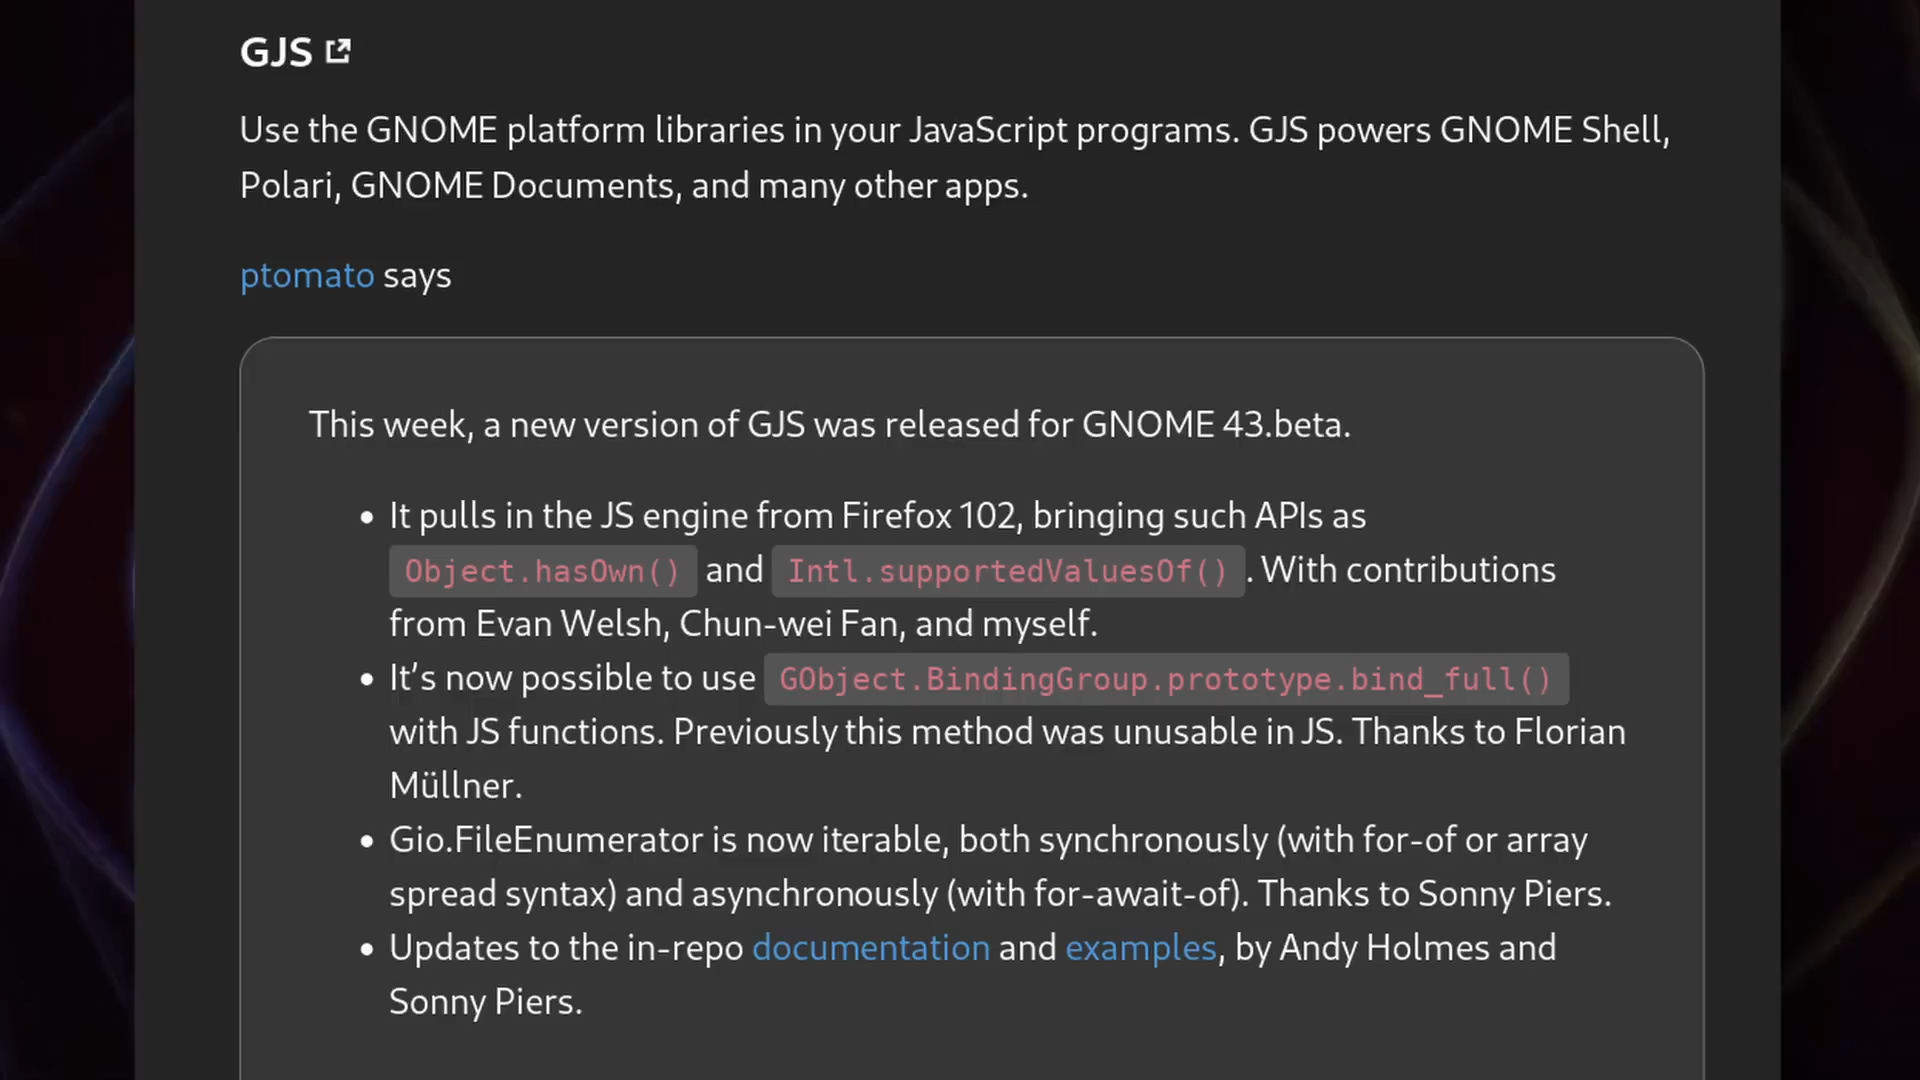 GJS
Use the GNOME platform libraries in your JavaScript programs. GJS powers GNOME Shell,
Polari, GNOME Documents, and many other apps.
ptomato says
This week, a new version of GJS was released for GNOME 43.beta.
• It pulls in the JS engine from Firefox 102, bringing such APIs as
Object.hasOwn() and Intl.supportedValuesOf(). With contributions
from Evan Welsh, Chun-wei Fan, and myself.
• It’s now possible to use GObject.BindingGroup.prototype.bind_full()
with JS functions. Previously this method was unusable in JS. Thanks to Florian
Müllner.
• Gio.FileEnumerator is now iterable, both synchronously (with for-of or array
spread syntax) and asynchronously (with for-await-of). Thanks to Sonny Piers.
• Updates to the in-repo documentation and examples, by Andy Holmes and
Sonny Piers.